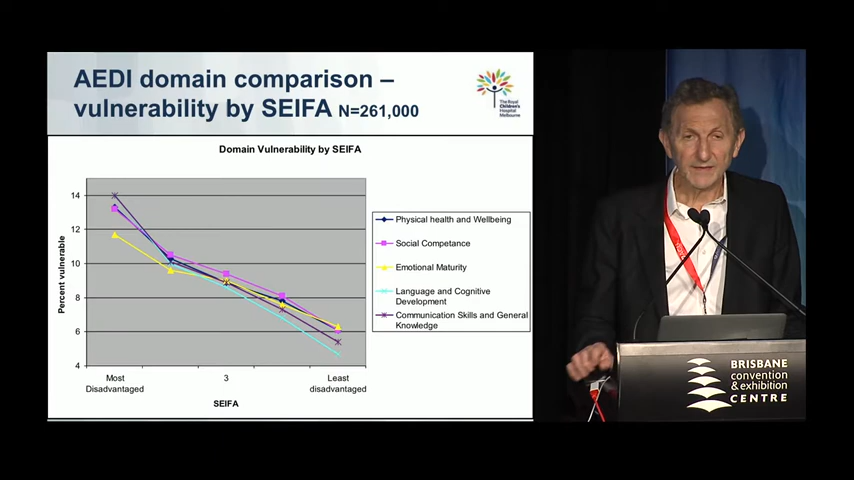 AEDI domain comparison –
vulnerability by SEIFA N=261,000
The Royal
Children's
Hospital
Melbourne
Domain Vulnerability by SEIFA
14
12
10
8
6
4
Percent vulnerable
Most
Disadvantaged
3
Least
disadvantaged
SEIFA
Physical health and Wellbeing
Social Competance
Emotional Maturity
Language and Cognitive
Development
Communication Skills and General
Knowledge
BRISBANE
convention
& exhibition
CENTRE